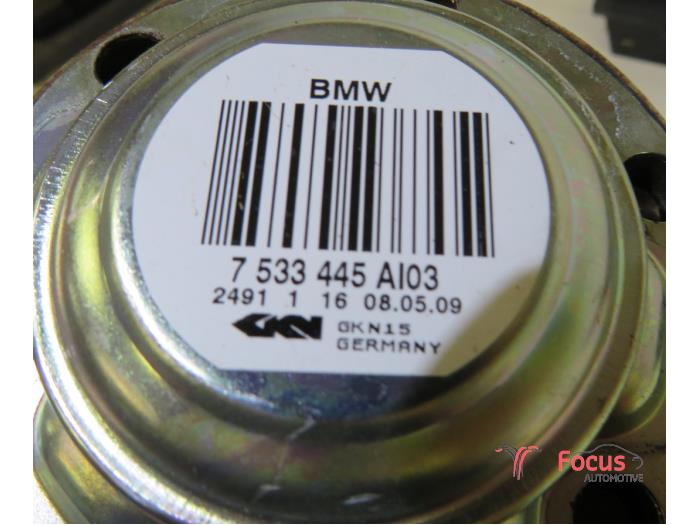 BMW
7 533 445 AI03
2491 1 16 08.05.09
GKN GKN15
GERMANY
Focus
AUTOMOTIVE